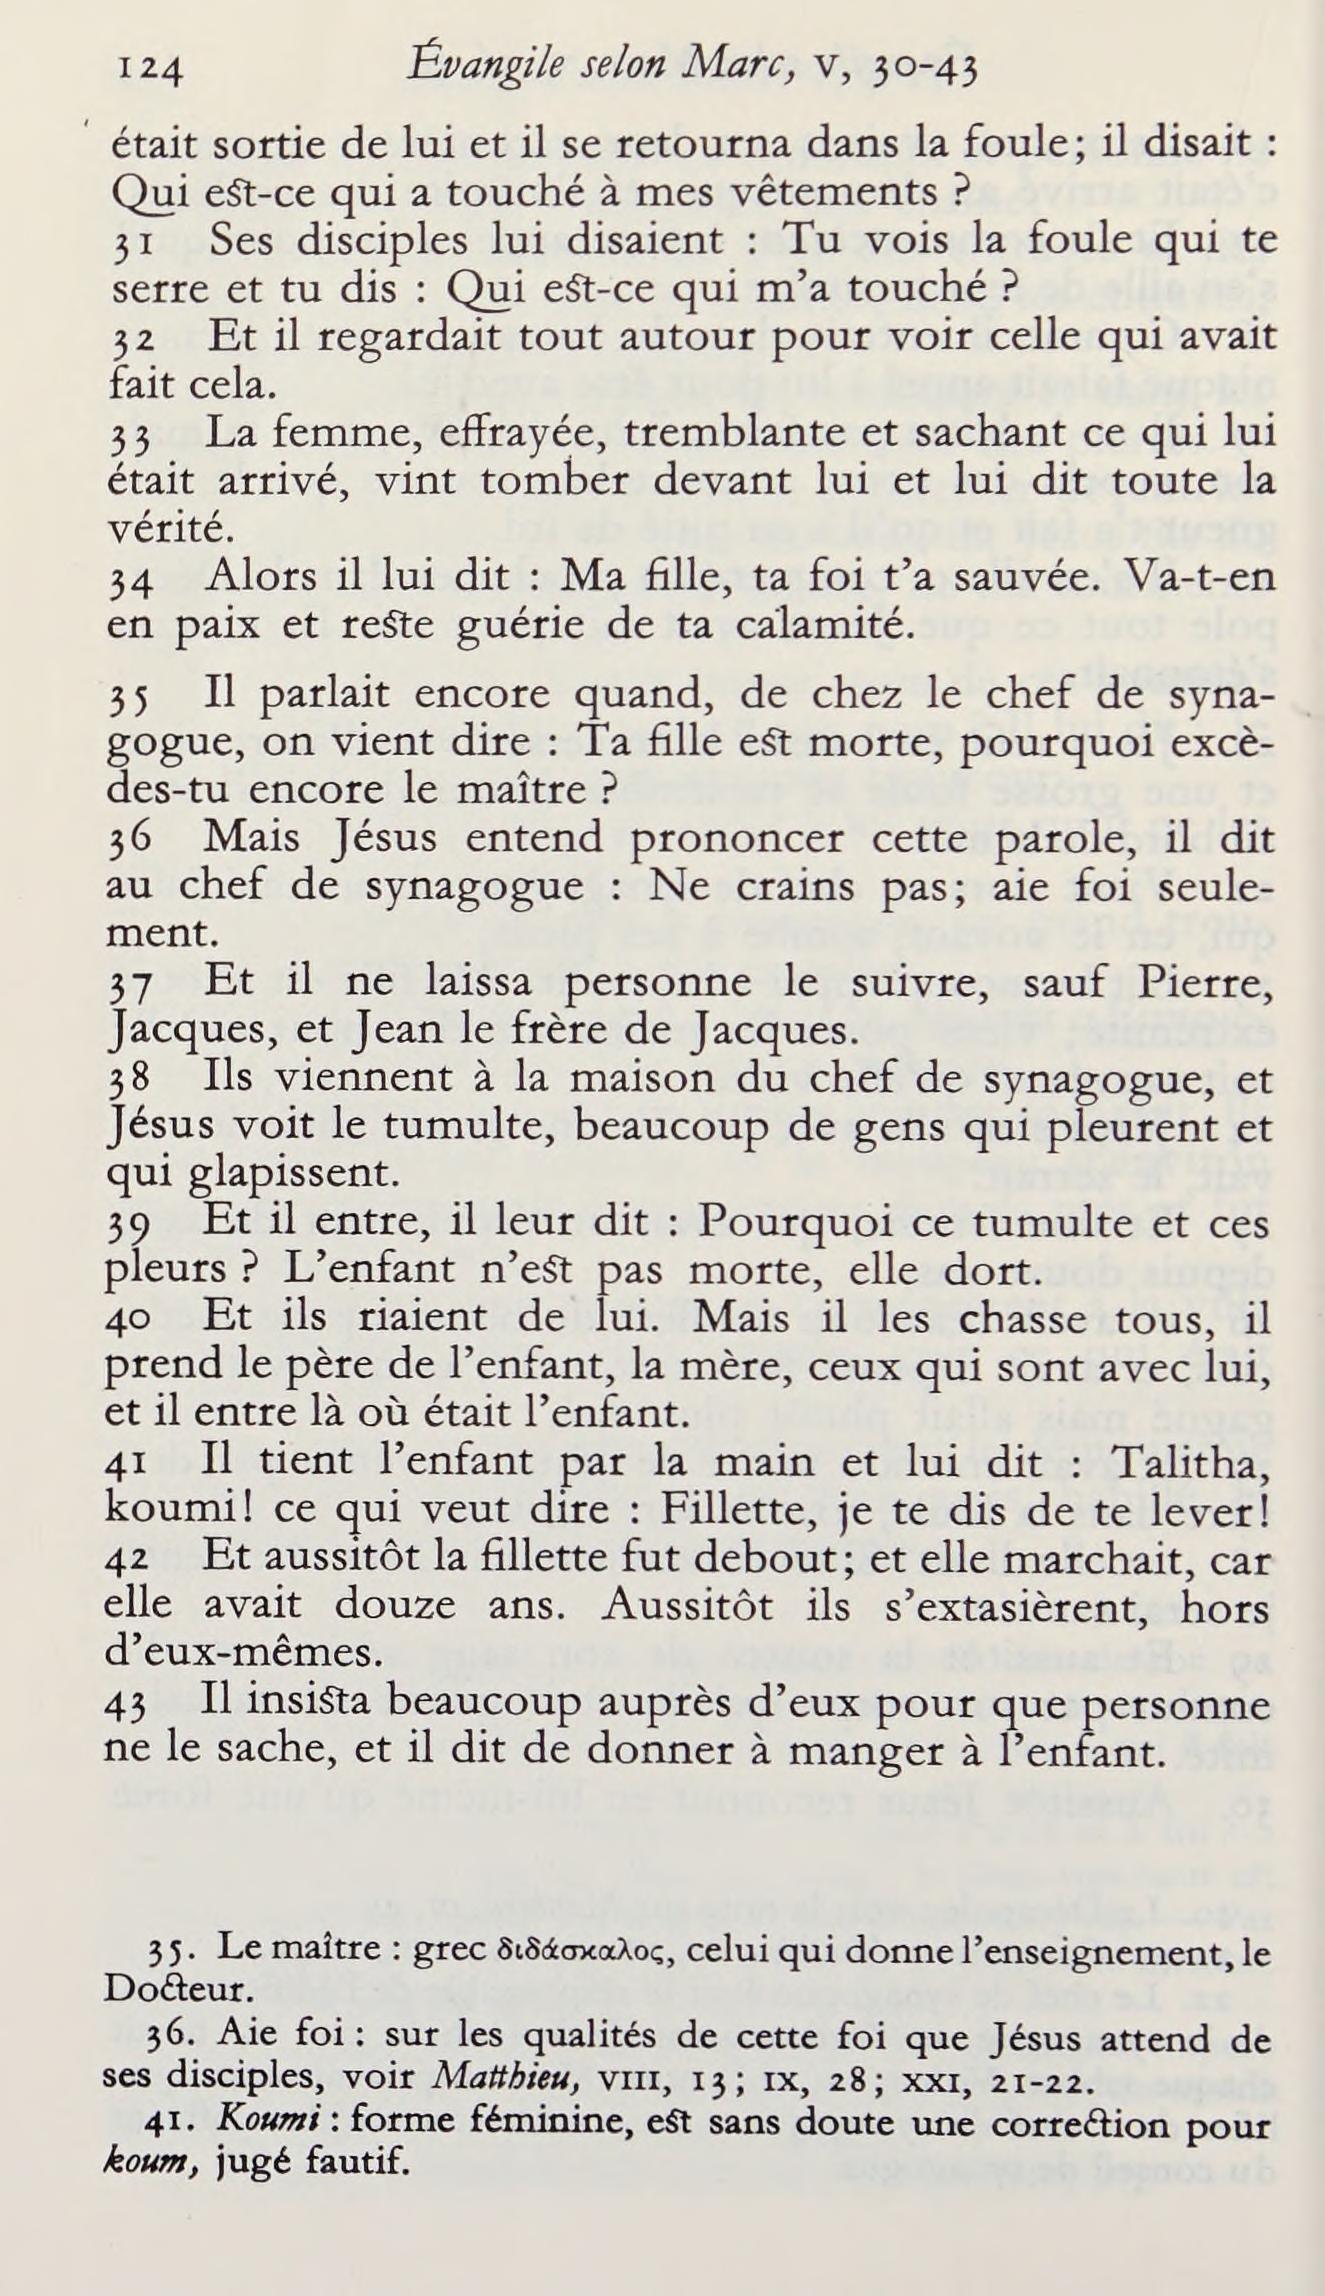 124 Évangile selon Marc, V, 30-43
était sortie de lui et il se retourna dans la foule; il disait :
Qui est-ce qui a touché à mes vêtements ?
31 Ses disciples lui disaient : Tu vois la foule qui te
serre et tu dis : Qui est-ce qui m’a touché ?
32 Et il regardait tout autour pour voir celle qui avait
fait cela.
33 La femme, effrayée, tremblante et sachant ce qui lui
était arrivé, vint tomber devant lui et lui dit toute la
vérité.
34 Alors il lui dit : Ma fille, ta foi t’a sauvée. Va-t-en
en paix et reste guérie de ta calamité.
35 Il parlait encore quand, de chez le chef de syna-
gogue, on vient dire : Ta fille est morte, pourquoi excè-
des-tu encore le maître ?
36 Mais Jésus entend prononcer cette parole, il dit
au chef de synagogue : Ne crains pas; aie foi seule-
ment.
37 Et il ne laissa personne le suivre, sauf Pierre,
Jacques, et Jean le frère de Jacques.
38 Ils viennent à la maison du chef de synagogue, et
Jésus voit le tumulte, beaucoup de gens qui pleurent et
qui glapissent.
39 Et il entre, il leur dit : Pourquoi ce tumulte et ces
pleurs ? L’enfant n’est pas morte, elle dort.
40 Et ils riaient de lui. Mais il les chasse tous, il
prend le père de l’enfant, la mère, ceux qui sont avec lui,
et il entre là où était l’enfant.
41 Il tient l’enfant par la main et lui dit : Talitha,
koumi! ce qui veut dire : Fillette, je te dis de te lever!
42 Et aussitôt la fillette fut debout; et elle marchait, car
elle avait douze ans. Aussitôt ils s’extasièrent, hors
d’eux-mêmes.
43 Il insista beaucoup auprès d’eux pour que personne
ne le sache, et il dit de donner à manger à l’enfant.
35. Le maître : grec διδάσκαλος, celui qui donne l’enseignement, le
Docteur.
36. Aie foi : sur les qualités de cette foi que Jésus attend de
ses disciples, voir Matthieu, VIII, 13; IX, 28; XXI, 21-22.
41. Koumi : forme féminine, est sans doute une correction pour
koum, jugé fautif.